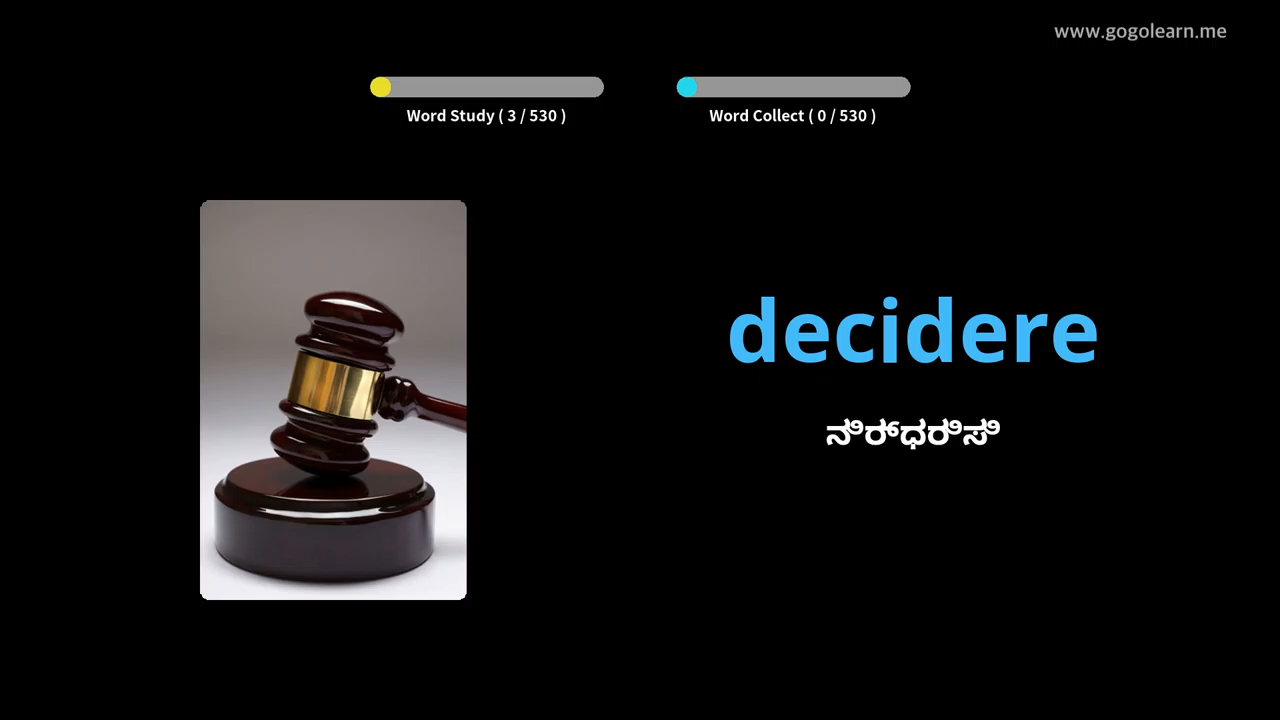 www.gogolearn.me
Word Study ( 3 / 530 )
Word Collect ( 0 / 530 )
decidere
ನಿರ್ಧರಿಸಿ